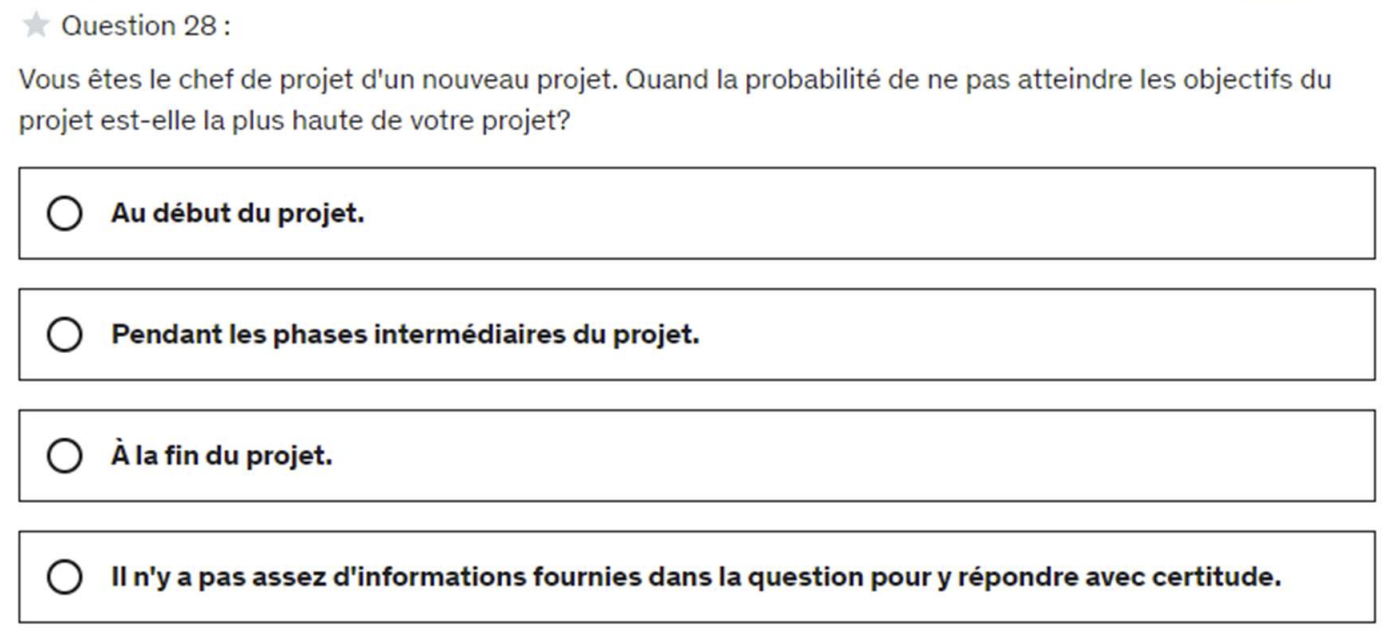 Question 28 :
Vous êtes le chef de projet d'un nouveau projet. Quand la probabilité de ne pas atteindre les objectifs du
projet est-elle la plus haute de votre projet?
Au début du projet.
Pendant les phases intermédiaires du projet.
À la fin du projet.
Il n'y a pas assez d'informations fournies dans la question pour y répondre avec certitude.